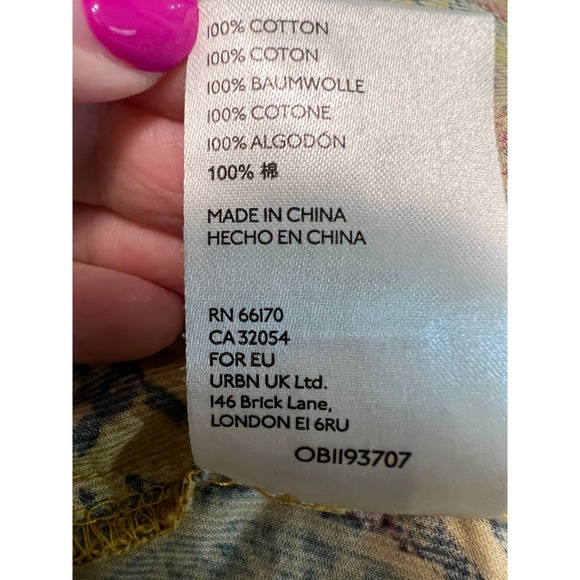 100% COTTON
100% COTON
100% BAUMWOLLE
100% COTONE
100% ALGODÓN
100% 棉
MADE IN CHINA
HECHO EN CHINA
RN 66170
CA 32054
FOR EU
URBN UK Ltd.
146 Brick Lane,
LONDON E1 6RU
OB1193707